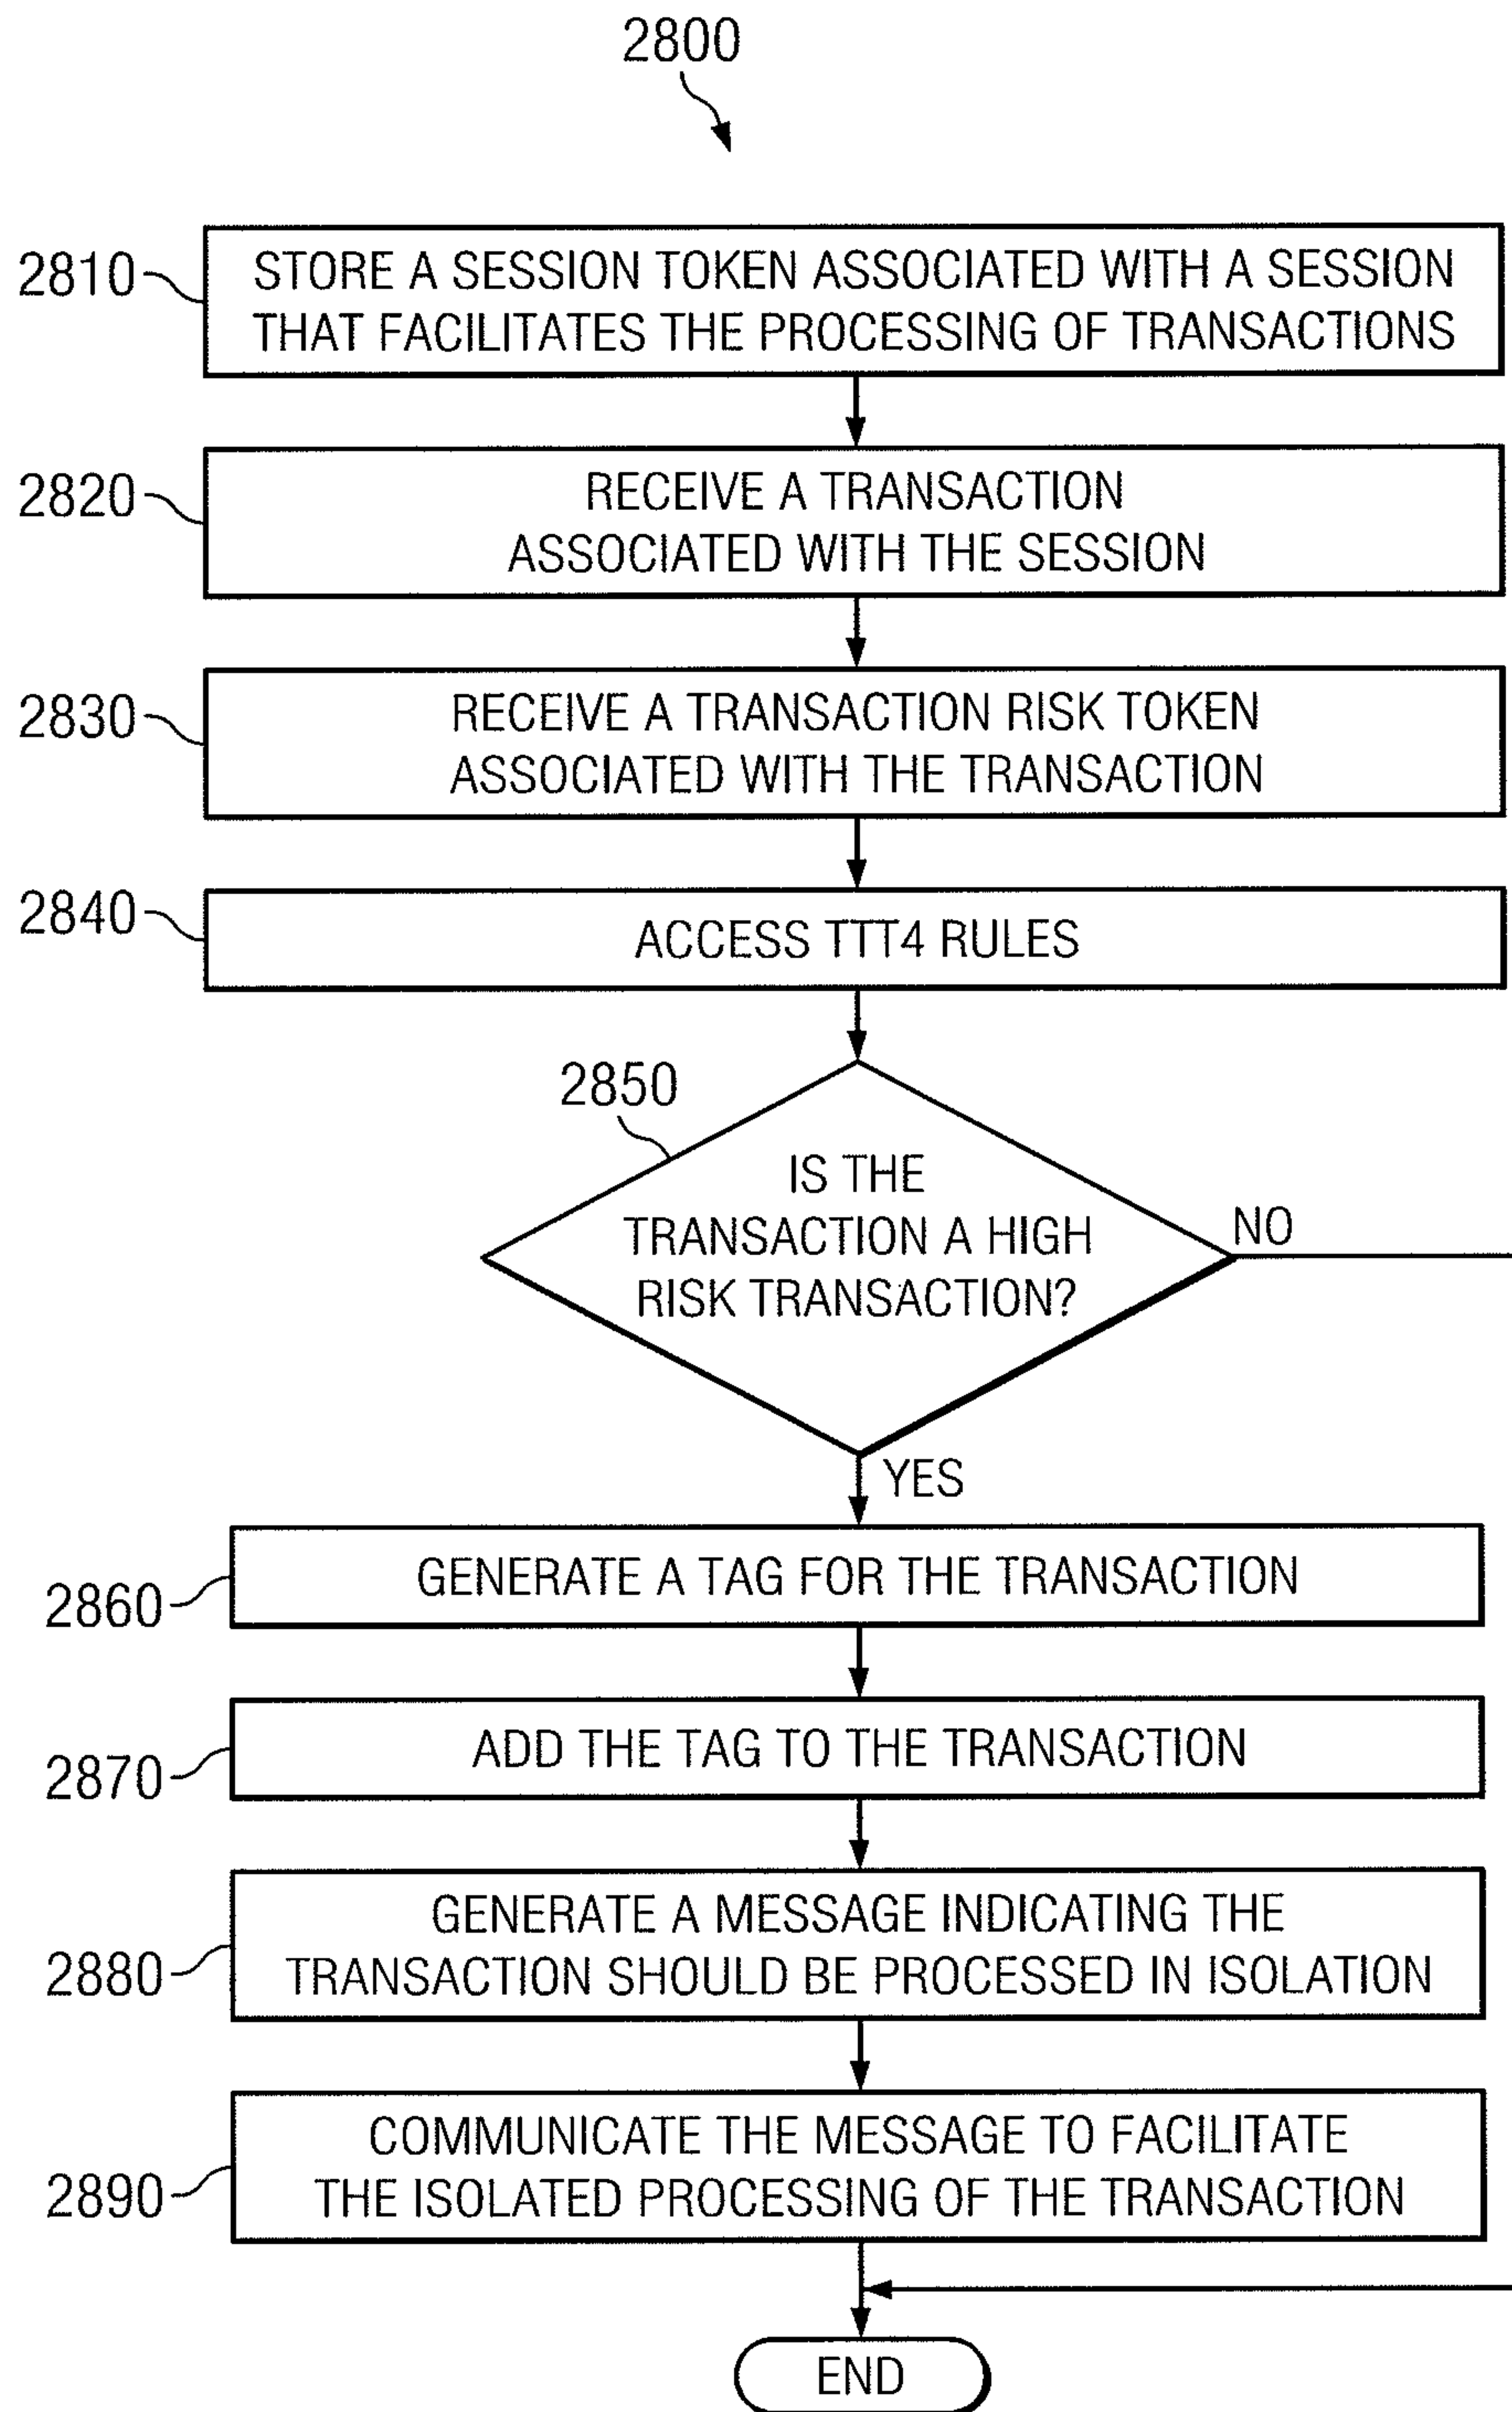 2800
2810
STORE A SESSION TOKEN ASSOCIATED WITH A SESSION
THAT FACILITATES THE PROCESSING OF TRANSACTIONS
2820
RECEIVE A TRANSACTION
ASSOCIATED WITH THE SESSION
2830
RECEIVE A TRANSACTION RISK TOKEN
ASSOCIATED WITH THE TRANSACTION
2840
ACCESS TTT4 RULES
2850
IS THE
TRANSACTION A HIGH
RISK TRANSACTION?
NO
YES
2860
GENERATE A TAG FOR THE TRANSACTION
2870
ADD THE TAG TO THE TRANSACTION
2880
GENERATE A MESSAGE INDICATING THE
TRANSACTION SHOULD BE PROCESSED IN ISOLATION
2890
COMMUNICATE THE MESSAGE TO FACILITATE
THE ISOLATED PROCESSING OF THE TRANSACTION
END